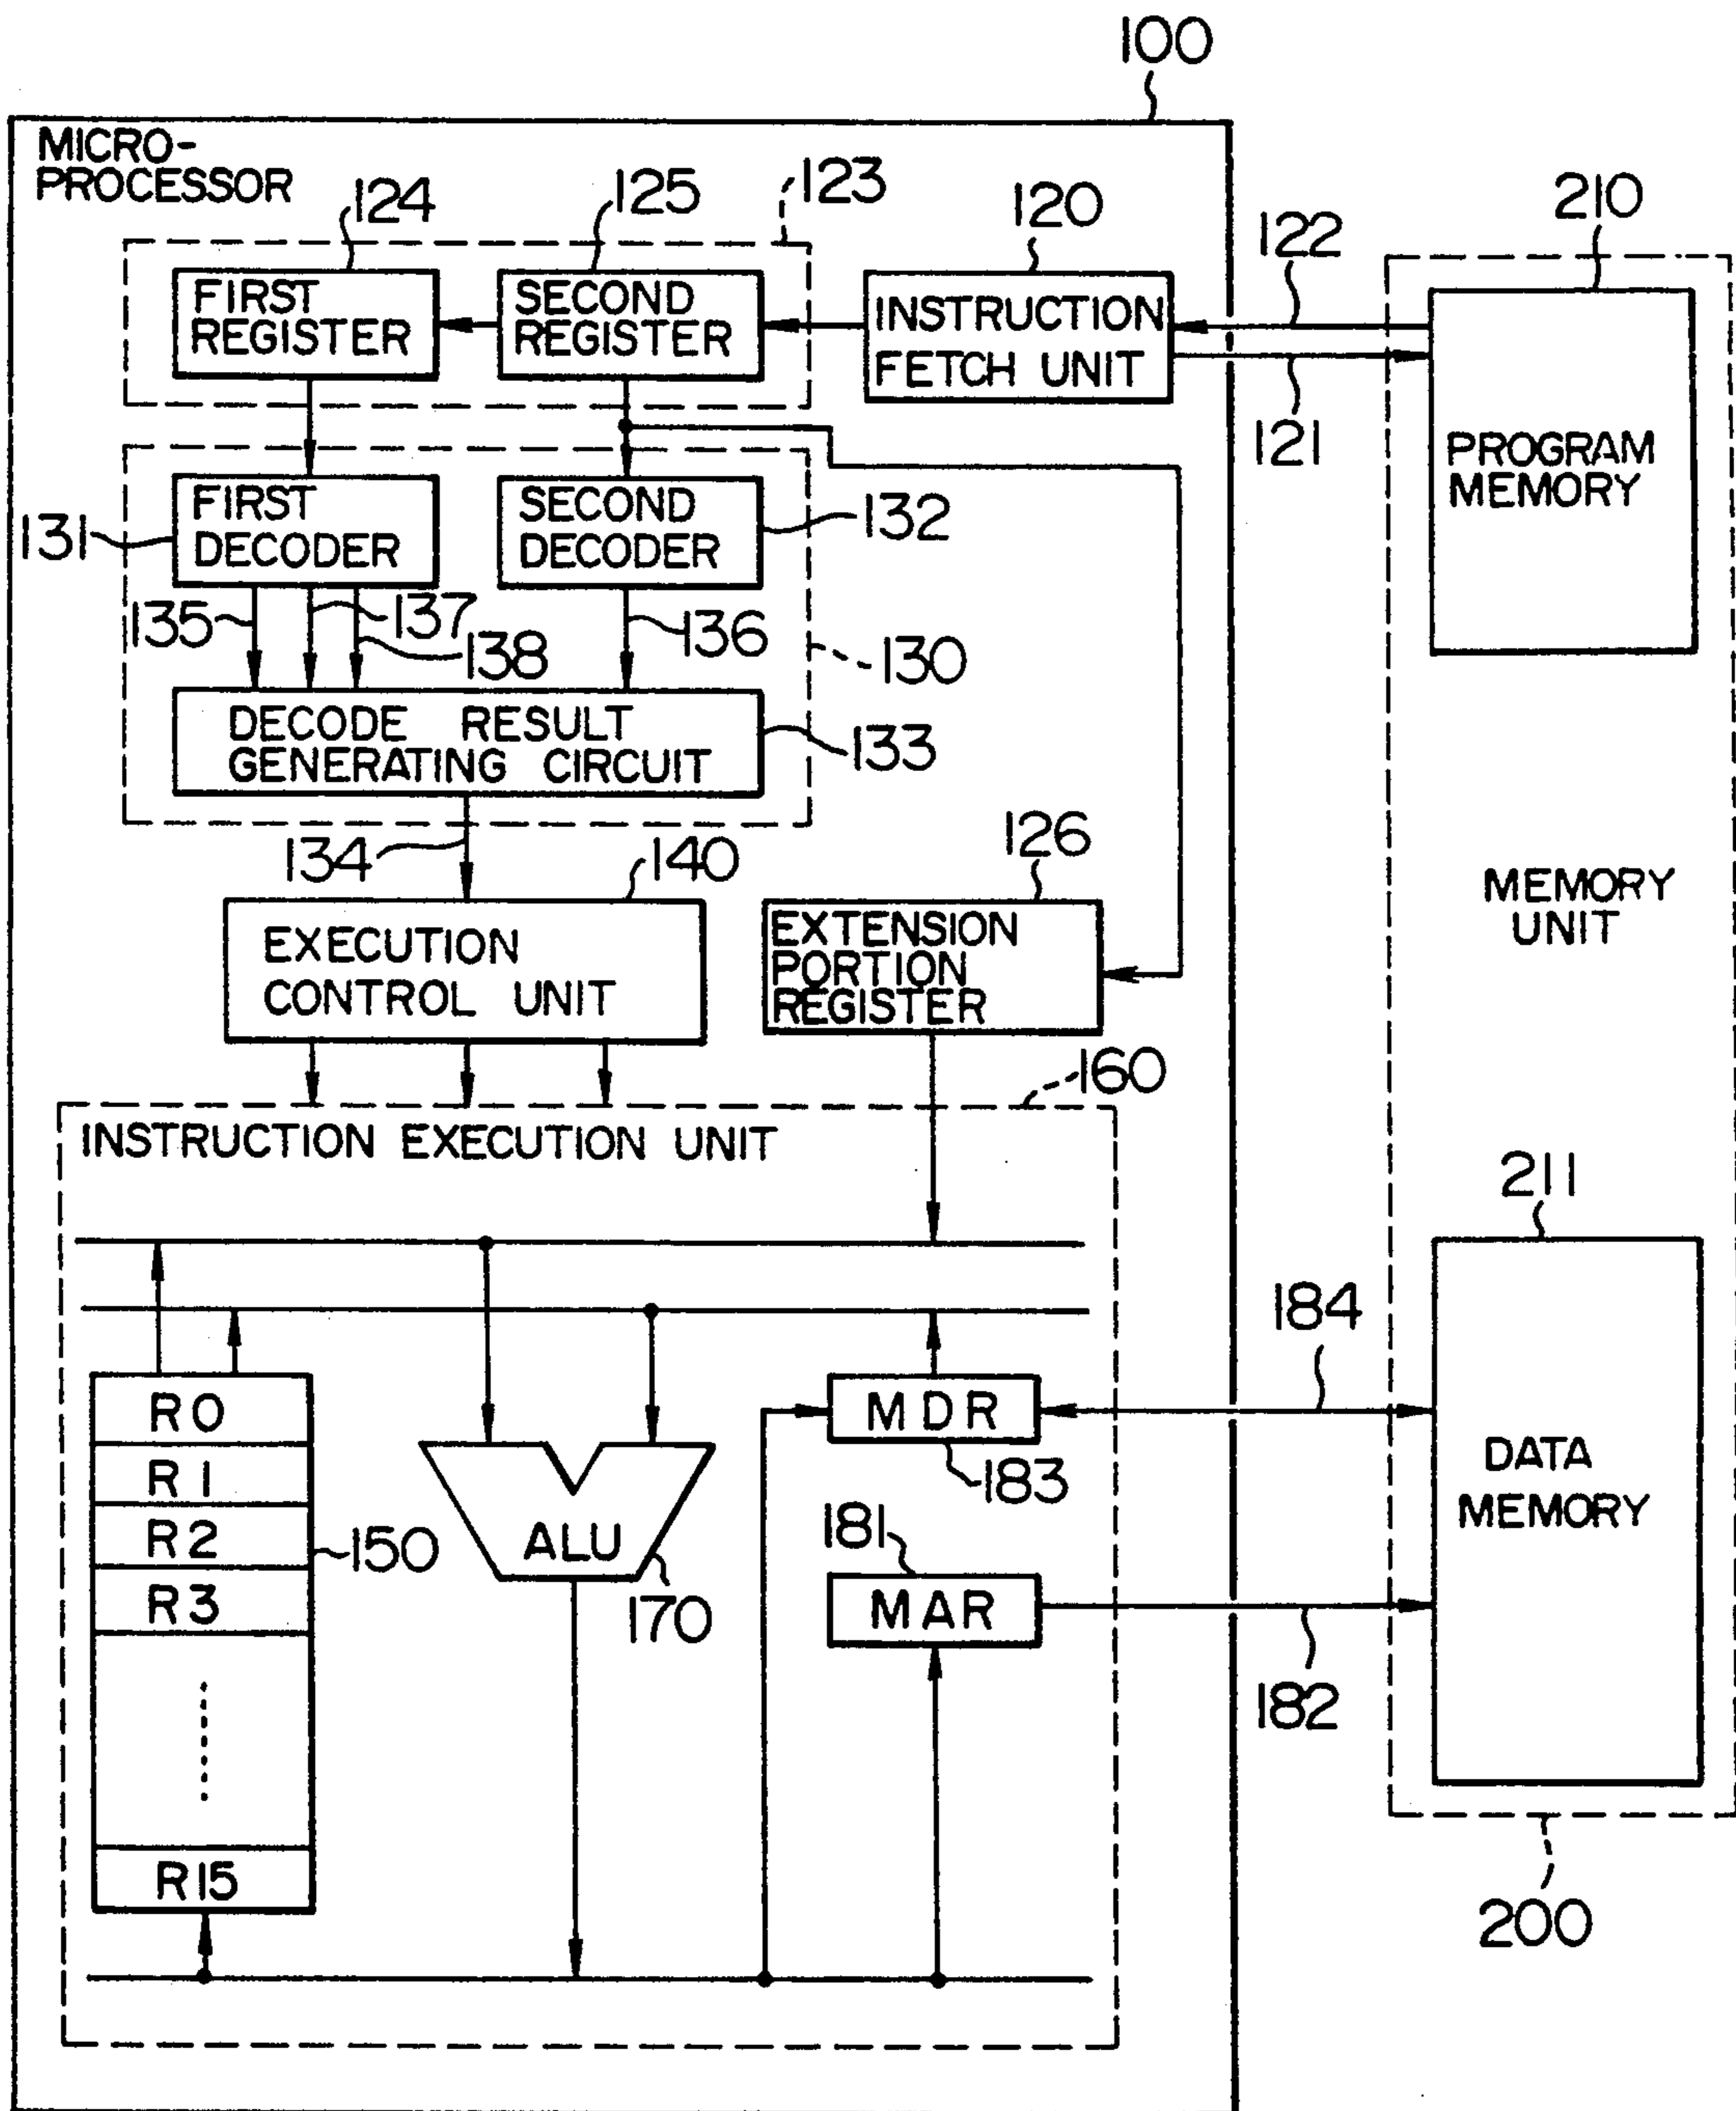 100
MICRO-
PROCESSOR
124
125
123
120
122
210
FIRST
REGISTER
SECOND
REGISTER
INSTRUCTION
FETCH UNIT
121
PROGRAM
MEMORY
131
FIRST
DECODER
SECOND
DECODER
132
135
137
138
136
130
DECODE RESULT
GENERATING CIRCUIT
133
134
140
126
MEMORY
UNIT
EXECUTION
CONTROL UNIT
EXTENSION
PORTION
REGISTER
160
INSTRUCTION EXECUTION UNIT
211
184
R0
R1
R2
R3
R15
150
ALU
170
MDR
183
181
MAR
182
DATA
MEMORY
200